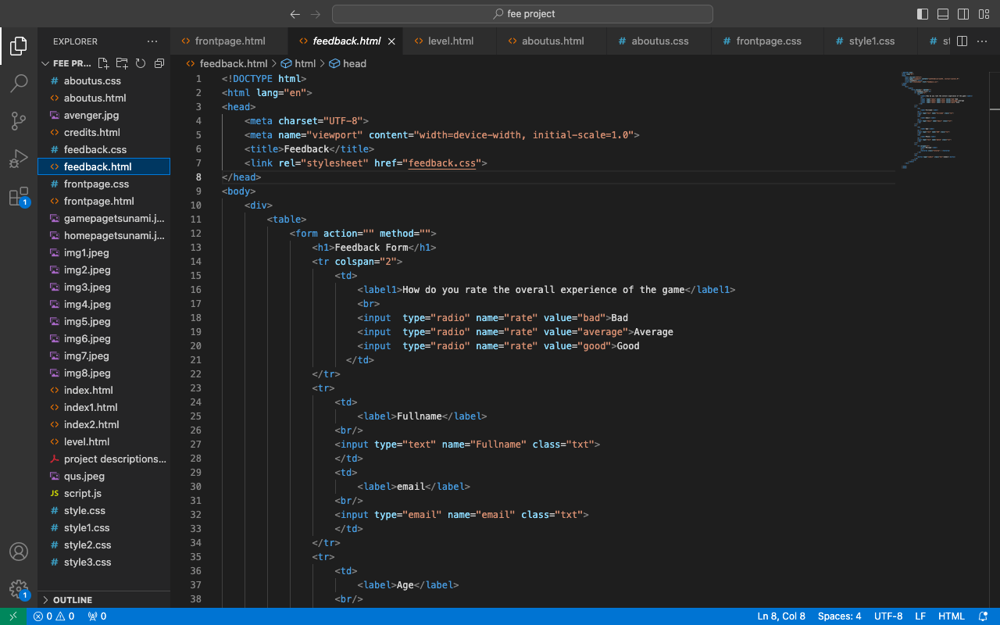 fee project
EXPLORER
frontpage.html
feedback.html
level.html
aboutus.html
# aboutus.css
# frontpage.css
# style1.css
#
FEE PR...
feedback.html > html > head
# aboutus.css
<> aboutus.html
avenger.jpg
<> credits.html
# feedback.css
<> feedback.html
# frontpage.css
<> frontpage.html
gamepagetsunami.j...
homepagetsunami.j...
img1.jpeg
img2.jpeg
img3.jpeg
img4.jpeg
img5.jpeg
img6.jpeg
img7.jpeg
img8.jpeg
<> index.html
<> index1.html
<> index2.html
<> level.html
project descriptions...
qus.jpeg
JS script.js
# style.css
# style1.css
# style2.css
# style3.css
OUTLINE
1
1
1 <!DOCTYPE html>
2 <html lang="en">
3 <head>
4 <meta charset="UTF-8">
5 <meta name="viewport" content="width=device-width, initial-scale=1.0">
6 <title>Feedback</title>
7 <link rel="stylesheet" href="feedback.css">
8 </head>
9 <body>
10 <div>
11 <table>
12 <form action="" method="">
13 <h1>Feedback Form</h1>
14 <tr colspan="2">
15 <td>
16 <label1>How do you rate the overall experience of the game</label1>
17 <br>
18 <input  type="radio" name="rate" value="bad">Bad
19 <input  type="radio" name="rate" value="average">Average
20 <input  type="radio" name="rate" value="good">Good
21 </td>
22 </tr>
23 <tr>
24 <td>
25 <label>Fullname</label>
26 <br/>
27 <input type="text" name="Fullname" class="txt">
28 </td>
29 <td>
30 <label>email</label>
31 <br/>
32 <input type="email" name="email" class="txt">
33 </td>
34 </tr>
35 <tr>
36 <td>
37 <label>Age</label>
38 <br/>
0 0 0
Ln 8, Col 8 Spaces: 4 UTF-8 LF HTML